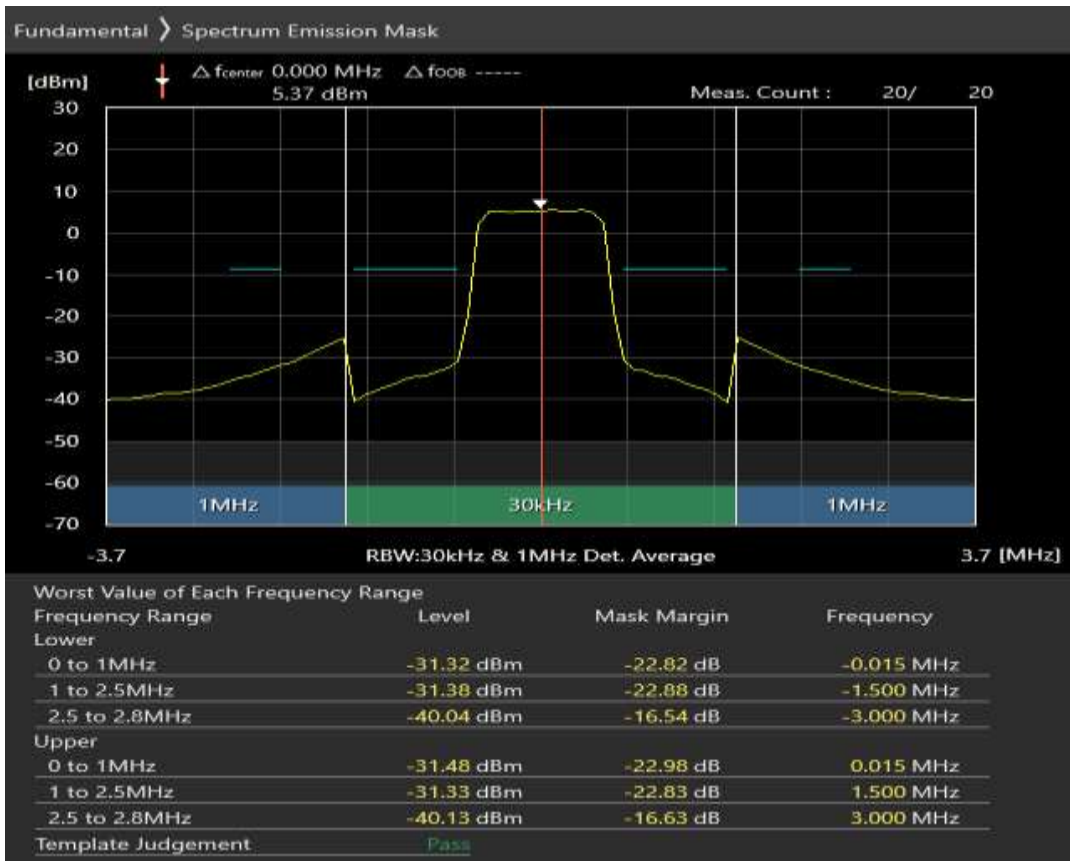 Fundamental ❭ Spectrum Emission Mask
[dBm] Δ fcenter 0.000 MHz Δ fOOB -----
5.37 dBm Meas. Count : 20/ 20
30
20
10
0
-10
-20
-30
-40
-50
-60
1MHz 30kHz 1MHz
-70
-3.7 RBW:30kHz & 1MHz Det. Average 3.7 [MHz]
Worst Value of Each Frequency Range
Frequency Range Level Mask Margin Frequency
Lower
0 to 1MHz -31.32 dBm -22.82 dB -0.015 MHz
1 to 2.5MHz -31.38 dBm -22.88 dB -1.500 MHz
2.5 to 2.8MHz -40.04 dBm -16.54 dB -3.000 MHz
Upper
0 to 1MHz -31.48 dBm -22.98 dB 0.015 MHz
1 to 2.5MHz -31.33 dBm -22.83 dB 1.500 MHz
2.5 to 2.8MHz -40.13 dBm -16.63 dB 3.000 MHz
Template Judgement Pass